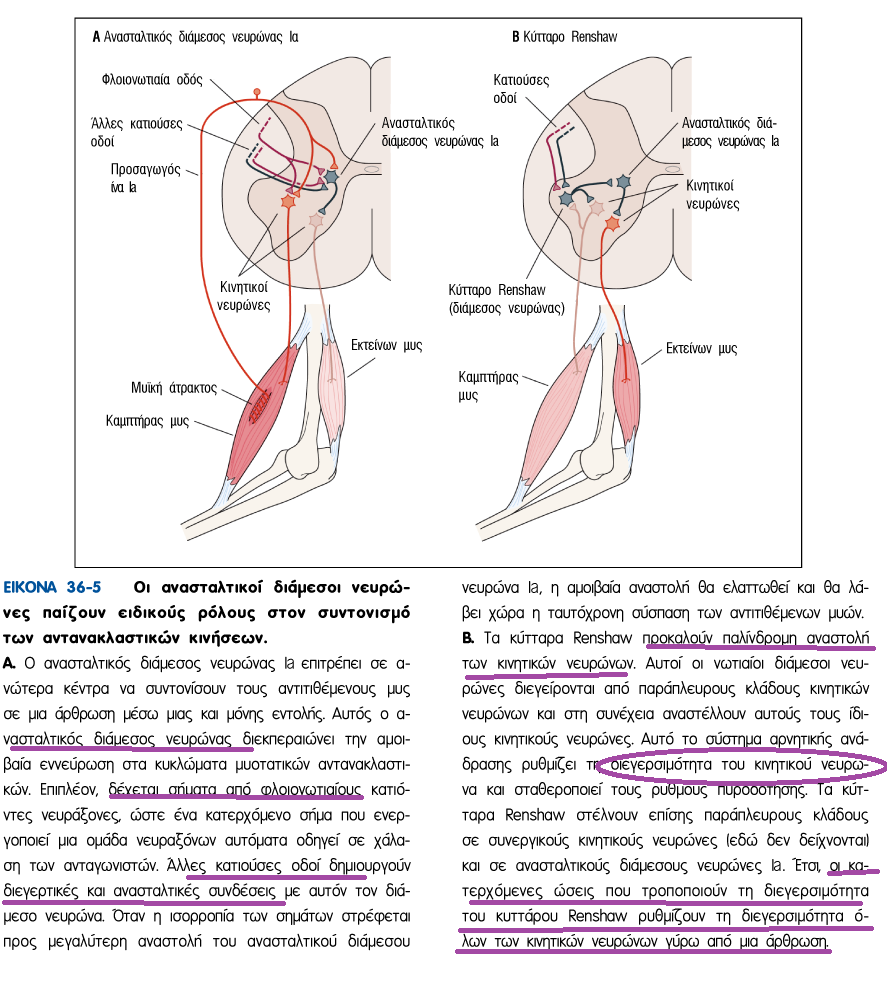 A Ανασταλτικός διάμεσος νευρώνας Ia
Φλοιονωτιαία οδός
Άλλες κατιούσες
οδοί
Προσαγωγός
ίνα Ia
Ανασταλτικός
διάμεσος νευρώνας Ia
Κινητικοί
νευρώνες
Εκτείνων μυς
Μυϊκή άτρακτος
Καμπτήρας μυς
B Κύτταρο Renshaw
Κατιούσες
οδοί
Ανασταλτικός διά-
μεσος νευρώνας Ia
Κινητικοί
νευρώνες
Κύτταρο Renshaw
(διάμεσος νευρώνας)
Εκτείνων μυς
Καμπτήρας
μυς
ΕΙΚΟΝΑ 36-5 Οι ανασταλτικοί διάμεσοι νευρώ-
νες παίζουν ειδικούς ρόλους στον συντονισμό
των αντανακλαστικών κινήσεων.
Α. Ο ανασταλτικός διάμεσος νευρώνας Ia επιτρέπει σε α-
νώτερα κέντρα να συντονίσουν τους αντιτιθέμενους μυς
σε μια άρθρωση μέσω μιας και μόνης εντολής. Αυτός ο α-
νασταλτικός διάμεσος νευρώνας διεκπεραιώνει την αμοι-
βαία εννεύρωση στα κυκλώματα μυοτατικών αντανακλαστι-
κών. Επιπλέον, δέχεται σήματα από φλοιονωτιαίους κατιό-
ντες νευράξονες, ώστε ένα κατερχόμενο σήμα που ενερ-
γοποιεί μια ομάδα νευραξόνων αυτόματα οδηγεί σε χάλα-
ση των ανταγωνιστών. Άλλες κατιούσες οδοί δημιουργούν
διεγερτικές και ανασταλτικές συνδέσεις με αυτόν τον διά-
μεσο νευρώνα. Όταν η ισορροπία των σημάτων στρέφεται
προς μεγαλύτερη αναστολή του ανασταλτικού διάμεσου
νευρώνα Ia, η αμοιβαία αναστολή θα ελαττωθεί και θα λά-
βει χώρα η ταυτόχρονη σύσπαση των αντιτιθέμενων μυών.
Β. Τα κύτταρα Renshaw προκαλούν παλίνδρομη αναστολή
των κινητικών νευρώνων. Αυτοί οι νωτιαίοι διάμεσοι νευ-
ρώνες διεγείρονται από παράπλευρους κλάδους κινητικών
νευρώνων και στη συνέχεια αναστέλλουν αυτούς τους ίδι-
ους κινητικούς νευρώνες. Αυτό το σύστημα αρνητικής ανά-
δρασης ρυθμίζει τη διεγερσιμότητα του κινητικού νευρώ-
να και σταθεροποιεί τους ρυθμούς πυροδότησης. Τα κύτ-
ταρα Renshaw στέλνουν επίσης παράπλευρους κλάδους
σε συνεργικούς κινητικούς νευρώνες (εδώ δεν δείχνονται)
και σε ανασταλτικούς διάμεσους νευρώνες Ia. Έτσι, οι κα-
τερχόμενες ώσεις που τροποποιούν τη διεγερσιμότητα
του κυττάρου Renshaw ρυθμίζουν τη διεγερσιμότητα ό-
λων των κινητικών νευρώνων γύρω από μια άρθρωση.